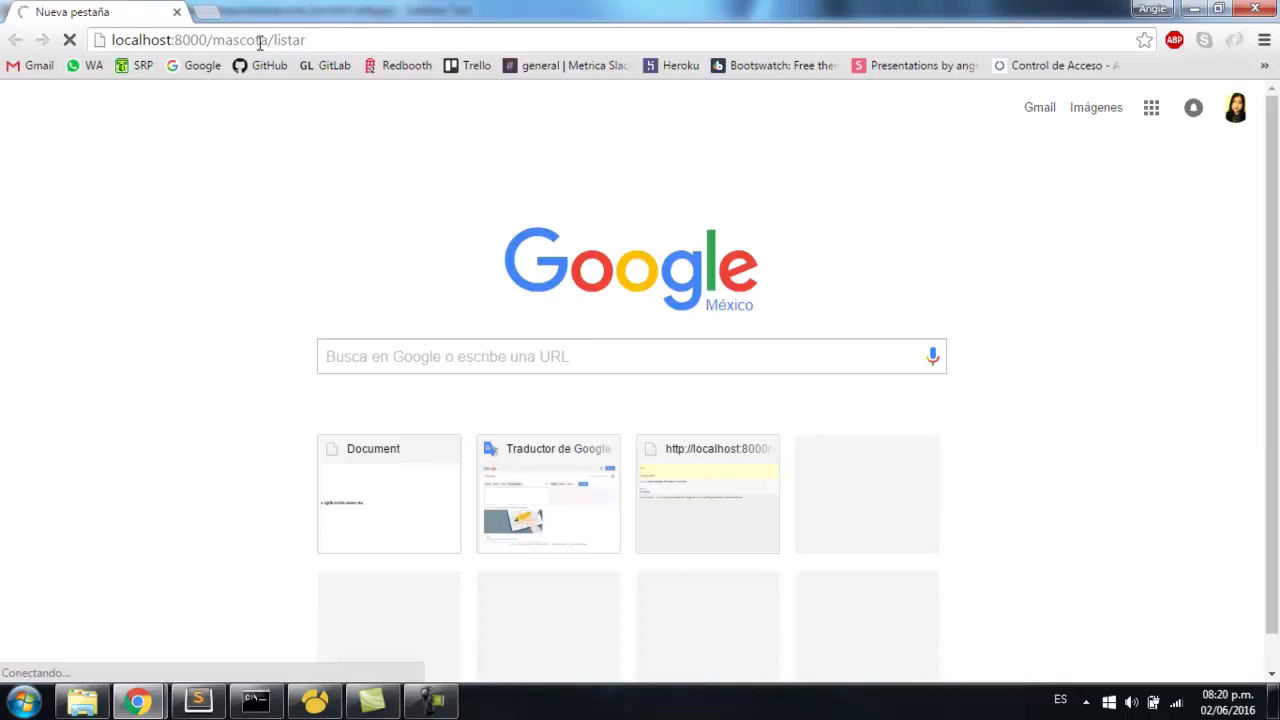 Nueva pestaña
Angie
localhost:8000/mascota/listar
ABP
Gmail WA SRP Google GitHub GL GitLab Redbooth Trello general | Metrica Slac Heroku Bootswatch: Free the Presentations by ang Control de Acceso - A
Gmail Imágenes
Google
México
Busca en Google o escribe una URL
Document Traductor de Google http://localhost:8000/
Conectando...
ES 08:20 p.m.
02/06/2016